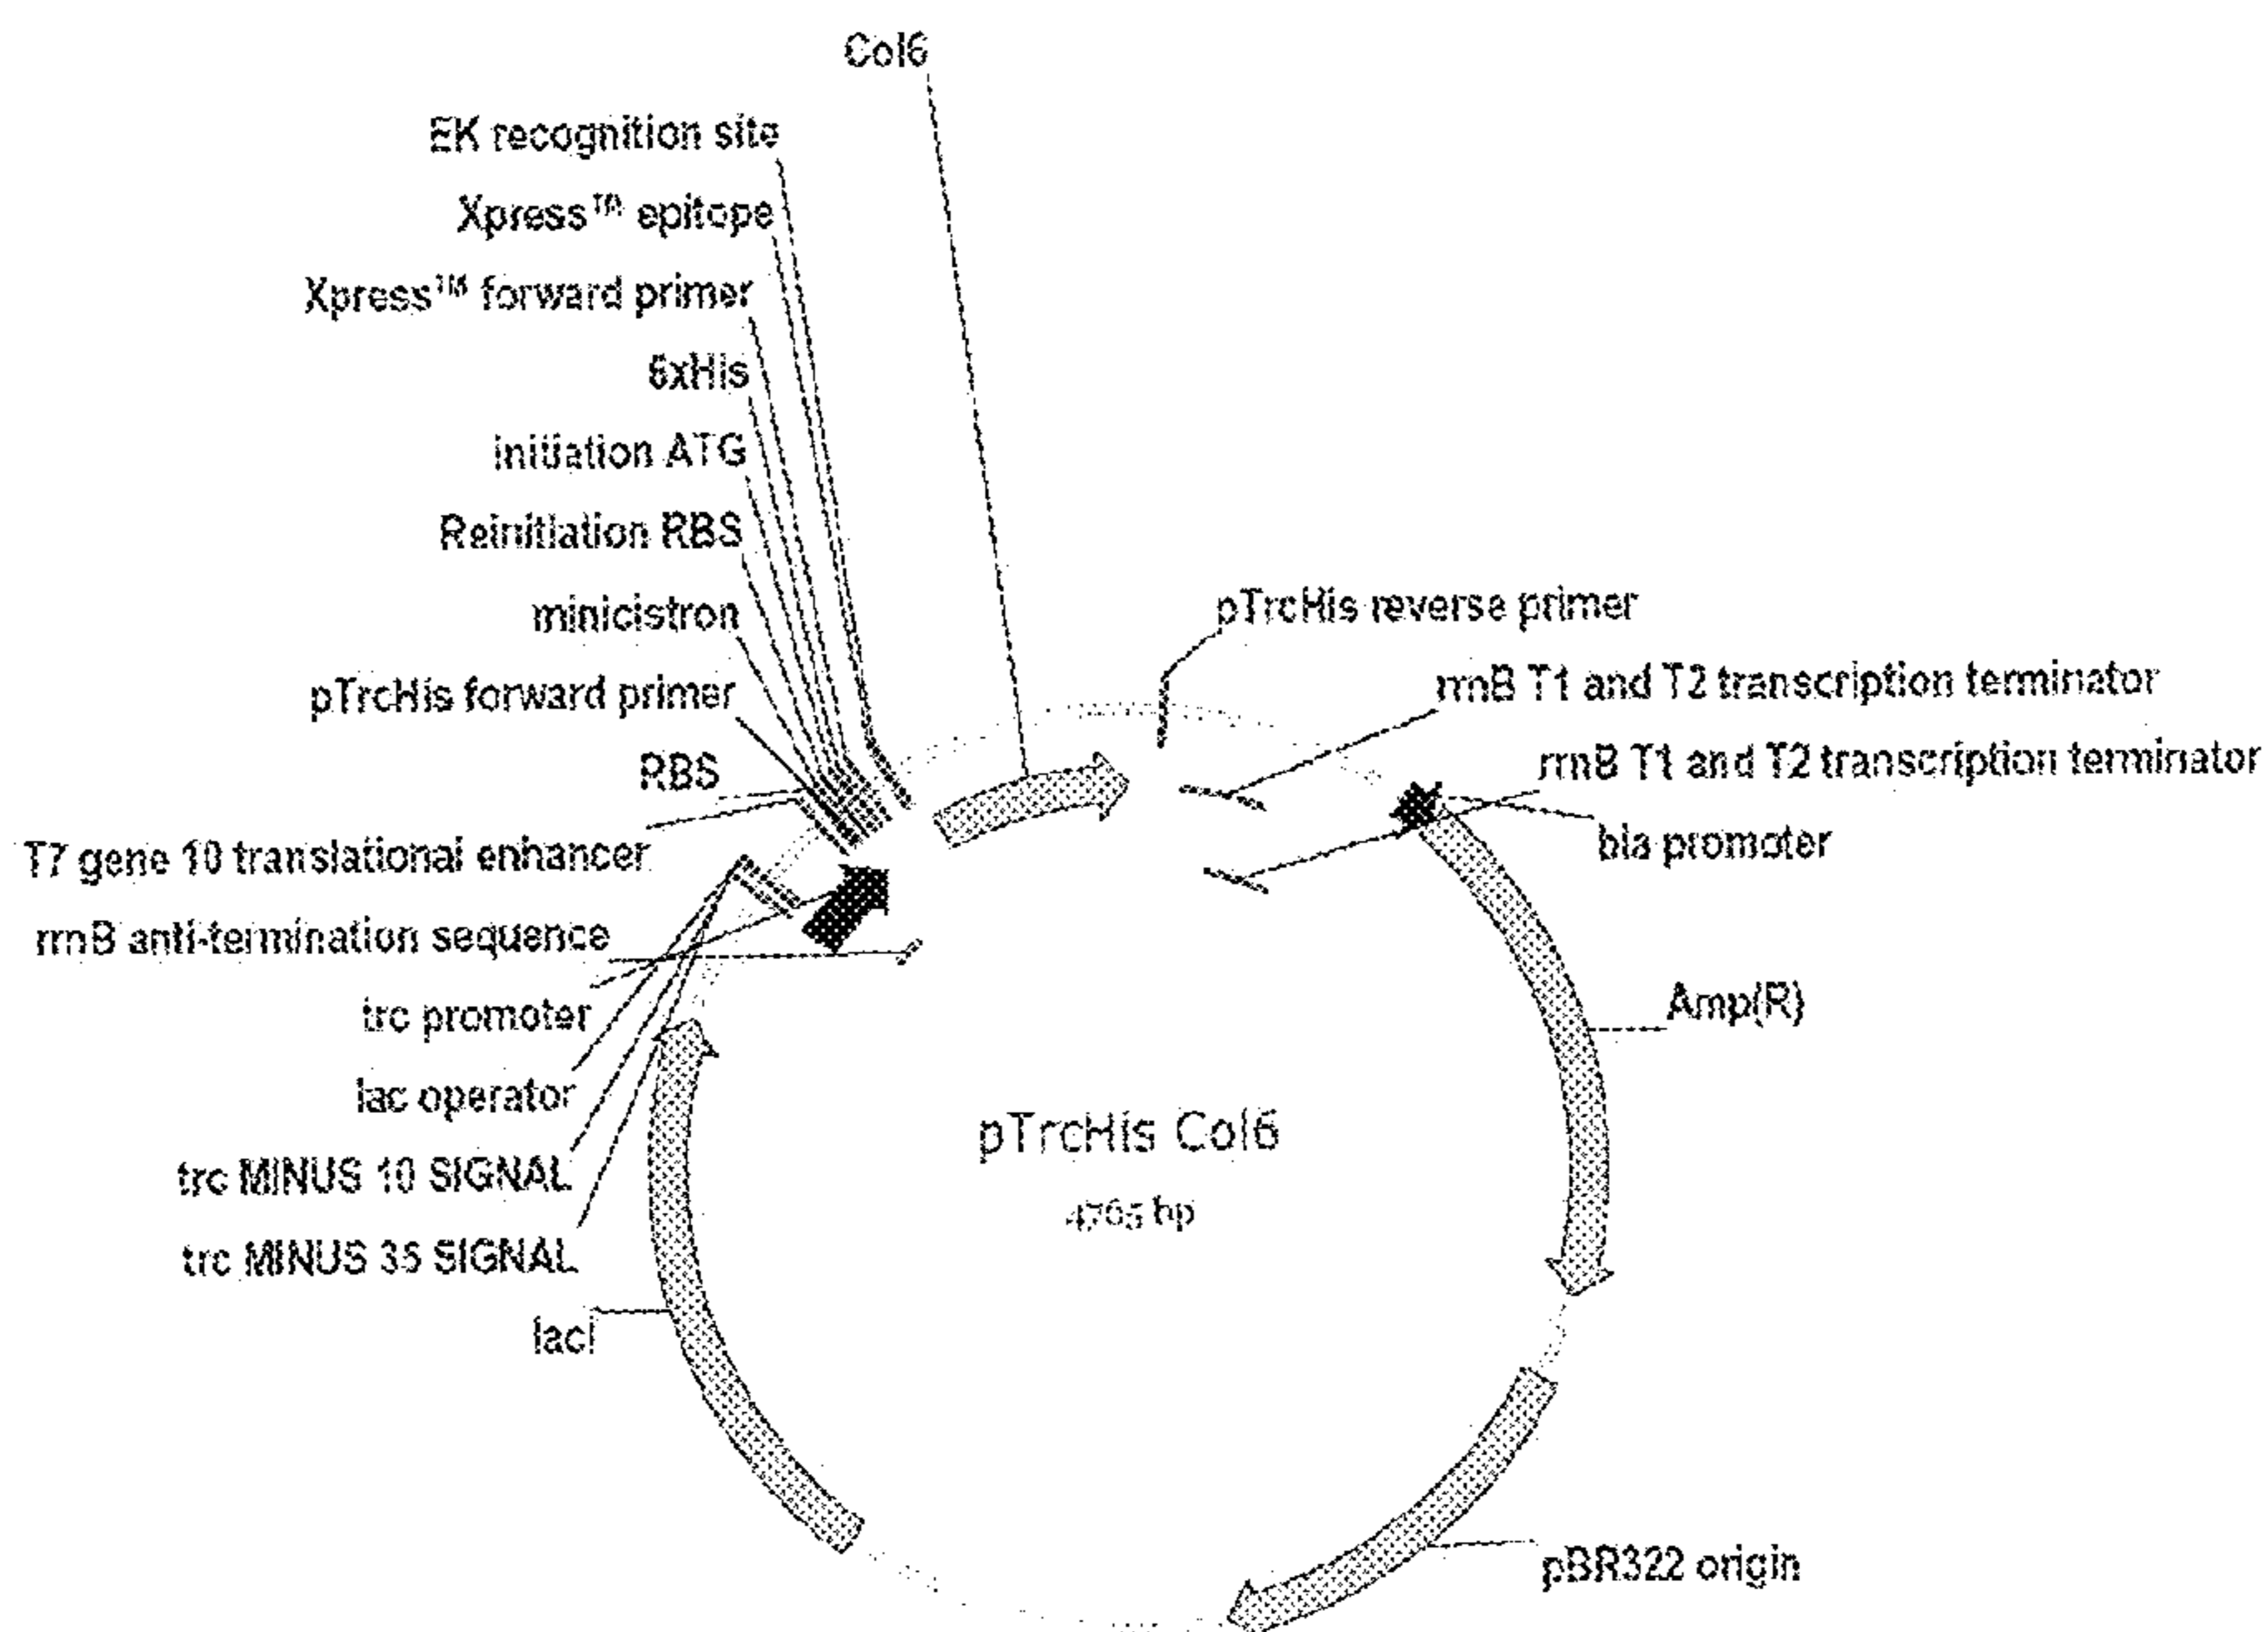 Col6
EK recognition site
Xpress™ epitope
Xpress™ forward primer
6xHis
initiation ATG
Reinitiation RBS
minicistron
pTrcHis forward primer
RBS
T7 gene 10 translational enhancer
rrnB anti-termination sequence
trc promoter
lac operator
trc MINUS 10 SIGNAL
trc MINUS 35 SIGNAL
lacI
pTrcHis reverse primer
rrnB T1 and T2 transcription terminator
rrnB T1 and T2 transcription terminator
bla promoter
Amp(R)
pTrcHis Col6
4765 bp
pBR322 origin